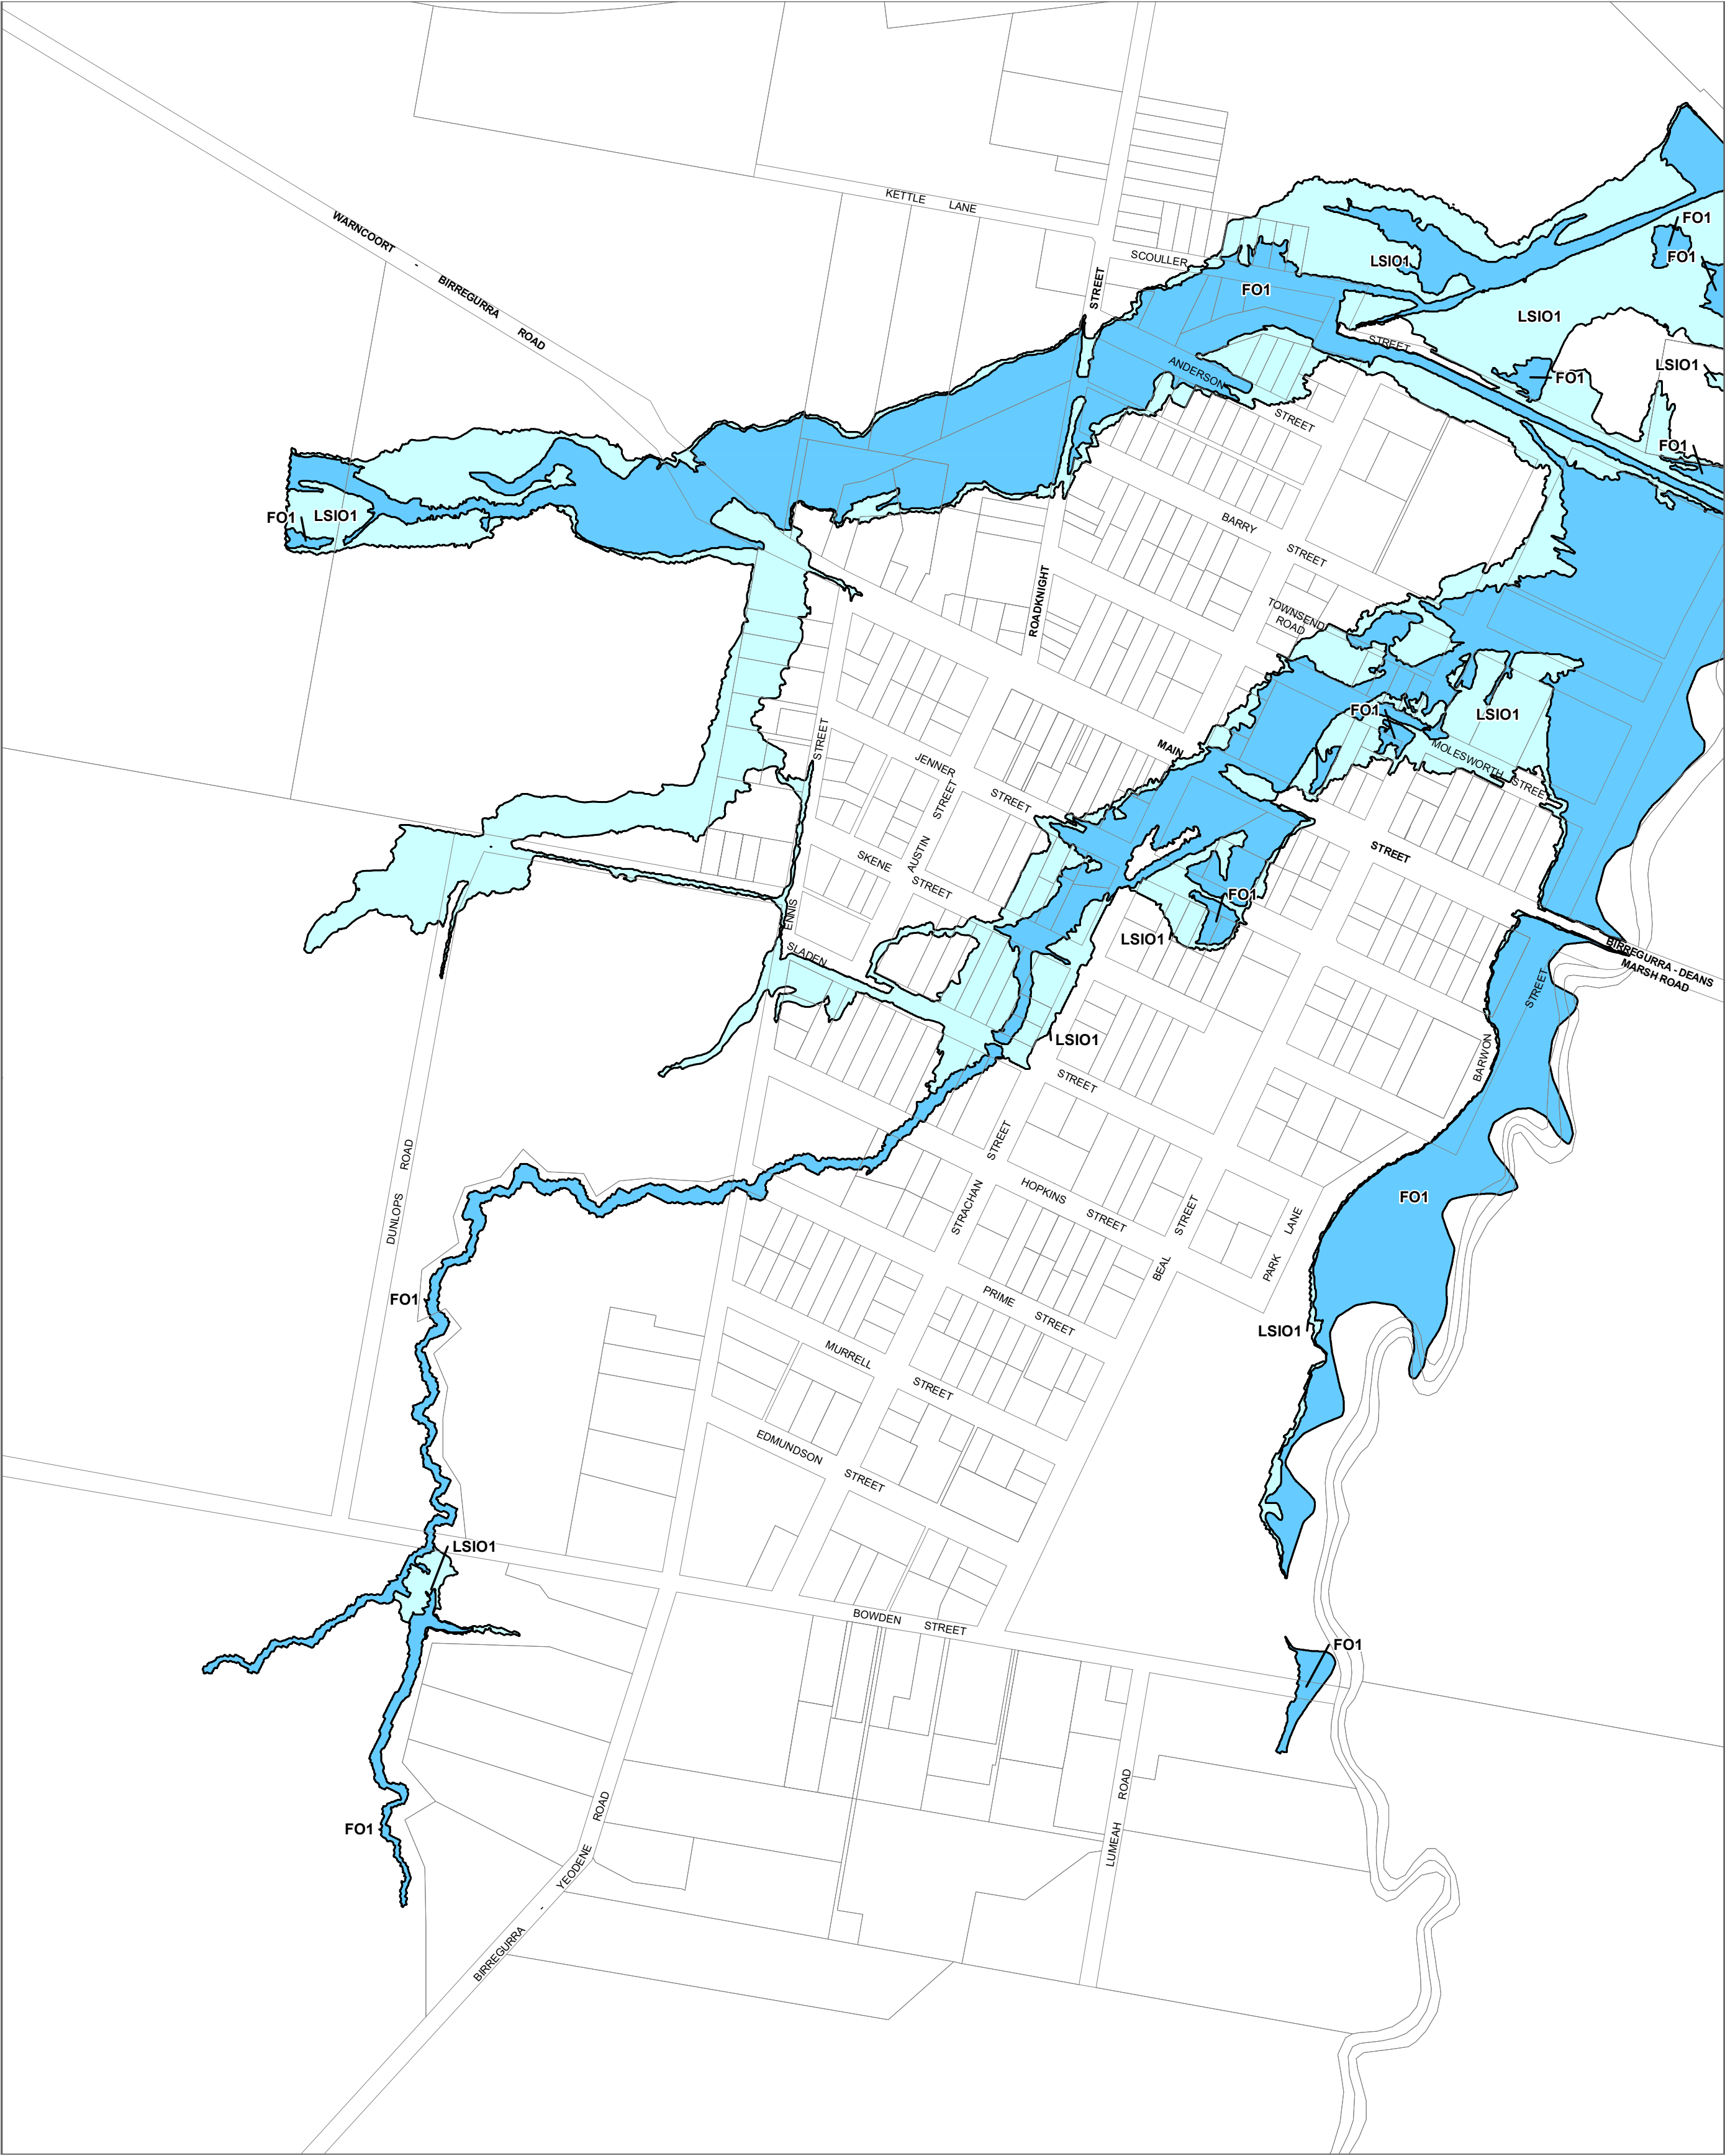 KETTLE LANE
WARNCOORT - BIRREGURRA ROAD
SCOULLER
STREET
FO1
FO1
LSIO1
FO1
LSIO1
STREET
LSIO1
FO1
ANDERSON
STREET
FO1
FO1
LSIO1
BARRY
STREET
ROADKNIGHT
STREET
TOWNSEND
ROAD
FO1
LSIO1
MOLESWORTH STREET
MAIN
STREET
STREET
ENNIS
JENNER
STREET
AUSTIN STREET
SKENE
STREET
FO1
LSIO1
SLADEN
STREET
BIRREGURRA - DEANS
MARSH ROAD
BARWON
STREET
LSIO1
STRACHAN
STREET
HOPKINS
STREET
BEAL
STREET
PARK LANE
FO1
DUNLOPS ROAD
FO1
PRIME
STREET
LSIO1
MURRELL
STREET
EDMUNDSON
STREET
LSIO1
BOWDEN STREET
FO1
LUMEAH ROAD
FO1
BIRREGURRA - YEODENE ROAD